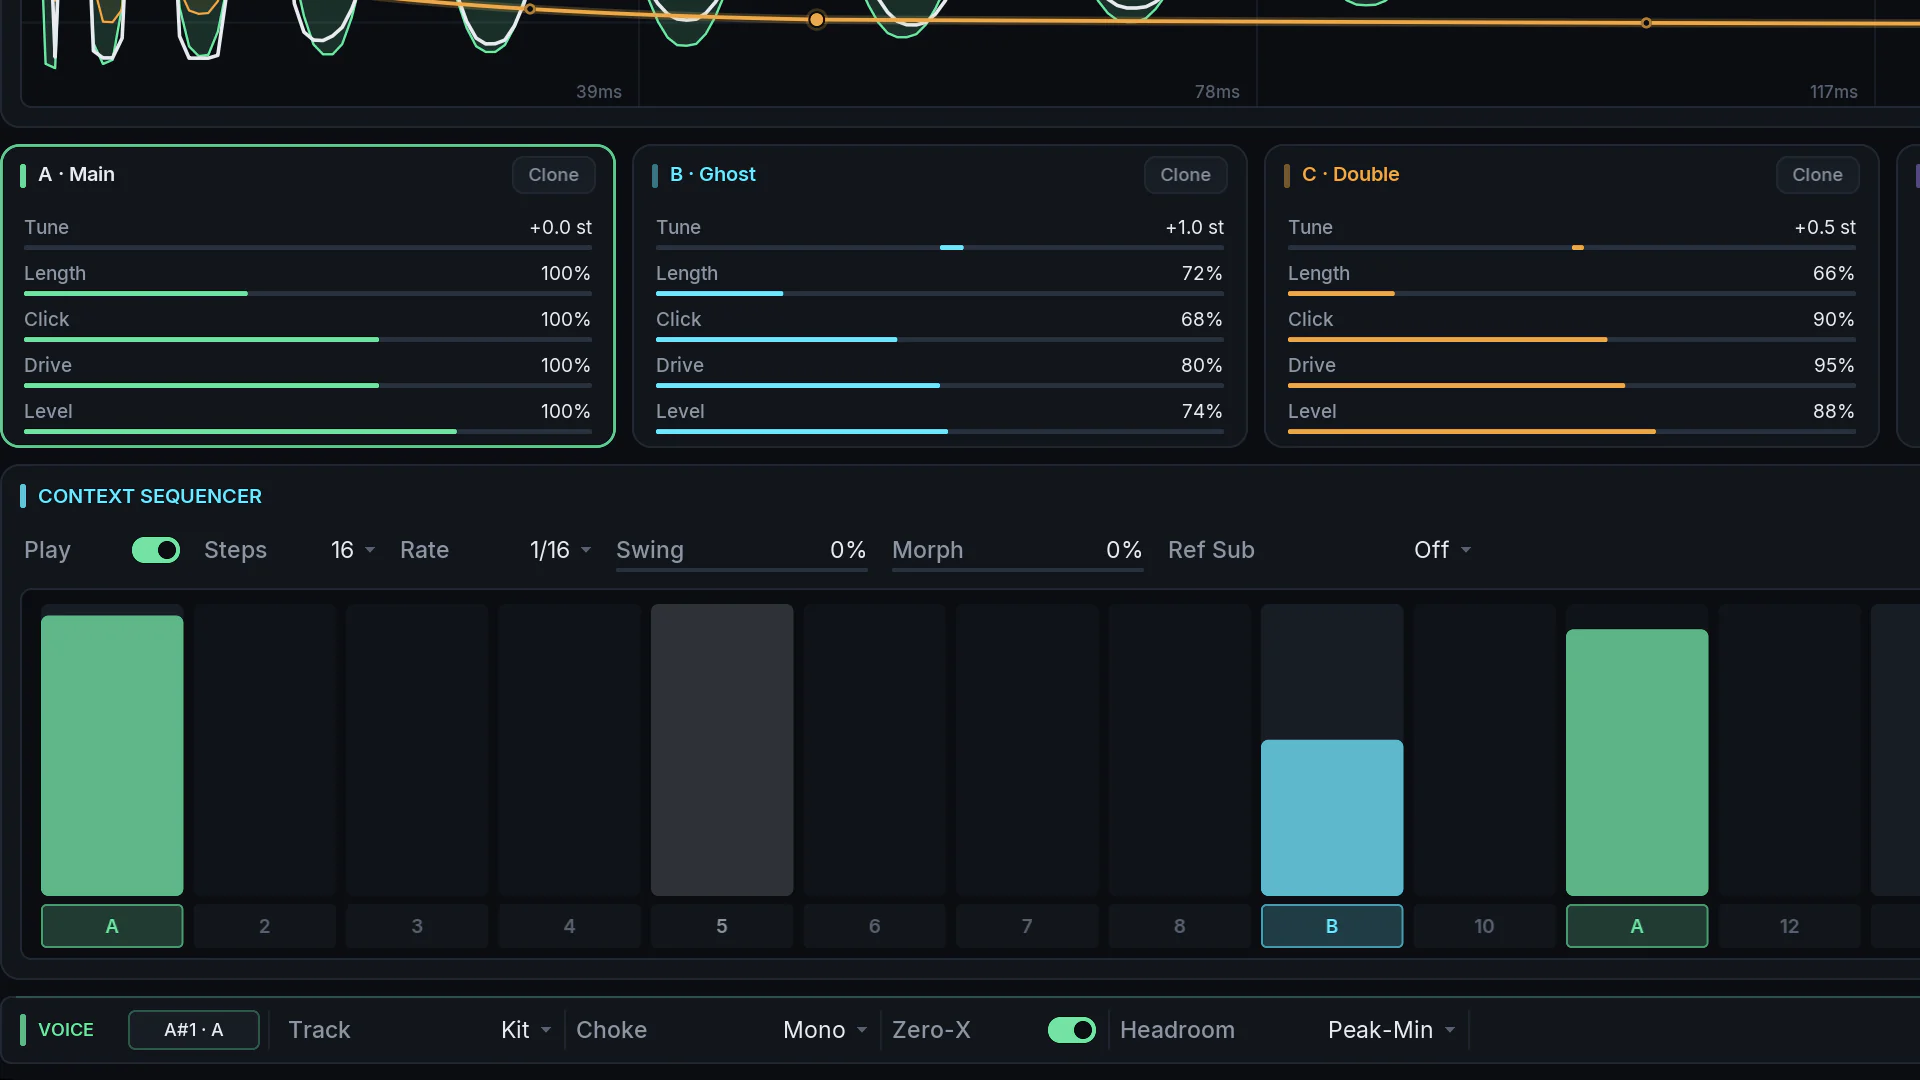 39ms 78ms 117ms
A · Main Clone B · Ghost Clone C · Double Clone
Tune +0.0 st Tune +1.0 st Tune +0.5 st
Length 100% Length 72% Length 66%
Click 100% Click 68% Click 90%
Drive 100% Drive 80% Drive 95%
Level 100% Level 74% Level 88%
CONTEXT SEQUENCER
Play Steps 16 Rate 1/16 Swing 0% Morph 0% Ref Sub Off
A 2 3 4 5 6 7 8 B 10 A 12
VOICE A#1 · A Track Kit Choke Mono Zero-X Headroom Peak-Min